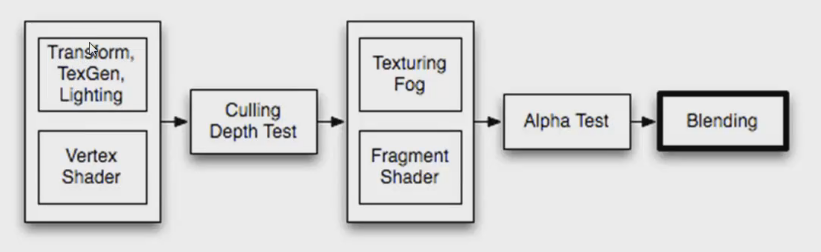 Transform,
TexGen,
Lighting
Vertex
Shader
Culling
Depth Test
Texturing
Fog
Fragment
Shader
Alpha Test
Blending